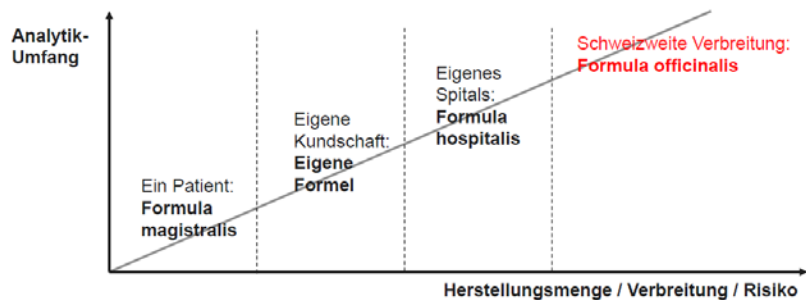 Analytik-
Umfang
Ein Patient:
Formula
magistralis
Eigene
Kundschaft:
Eigene
Formel
Eigenes
Spitals:
Formula
hospitalis
Schweizweite Verbreitung:
Formula officinalis
Herstellungsmenge / Verbreitung / Risiko